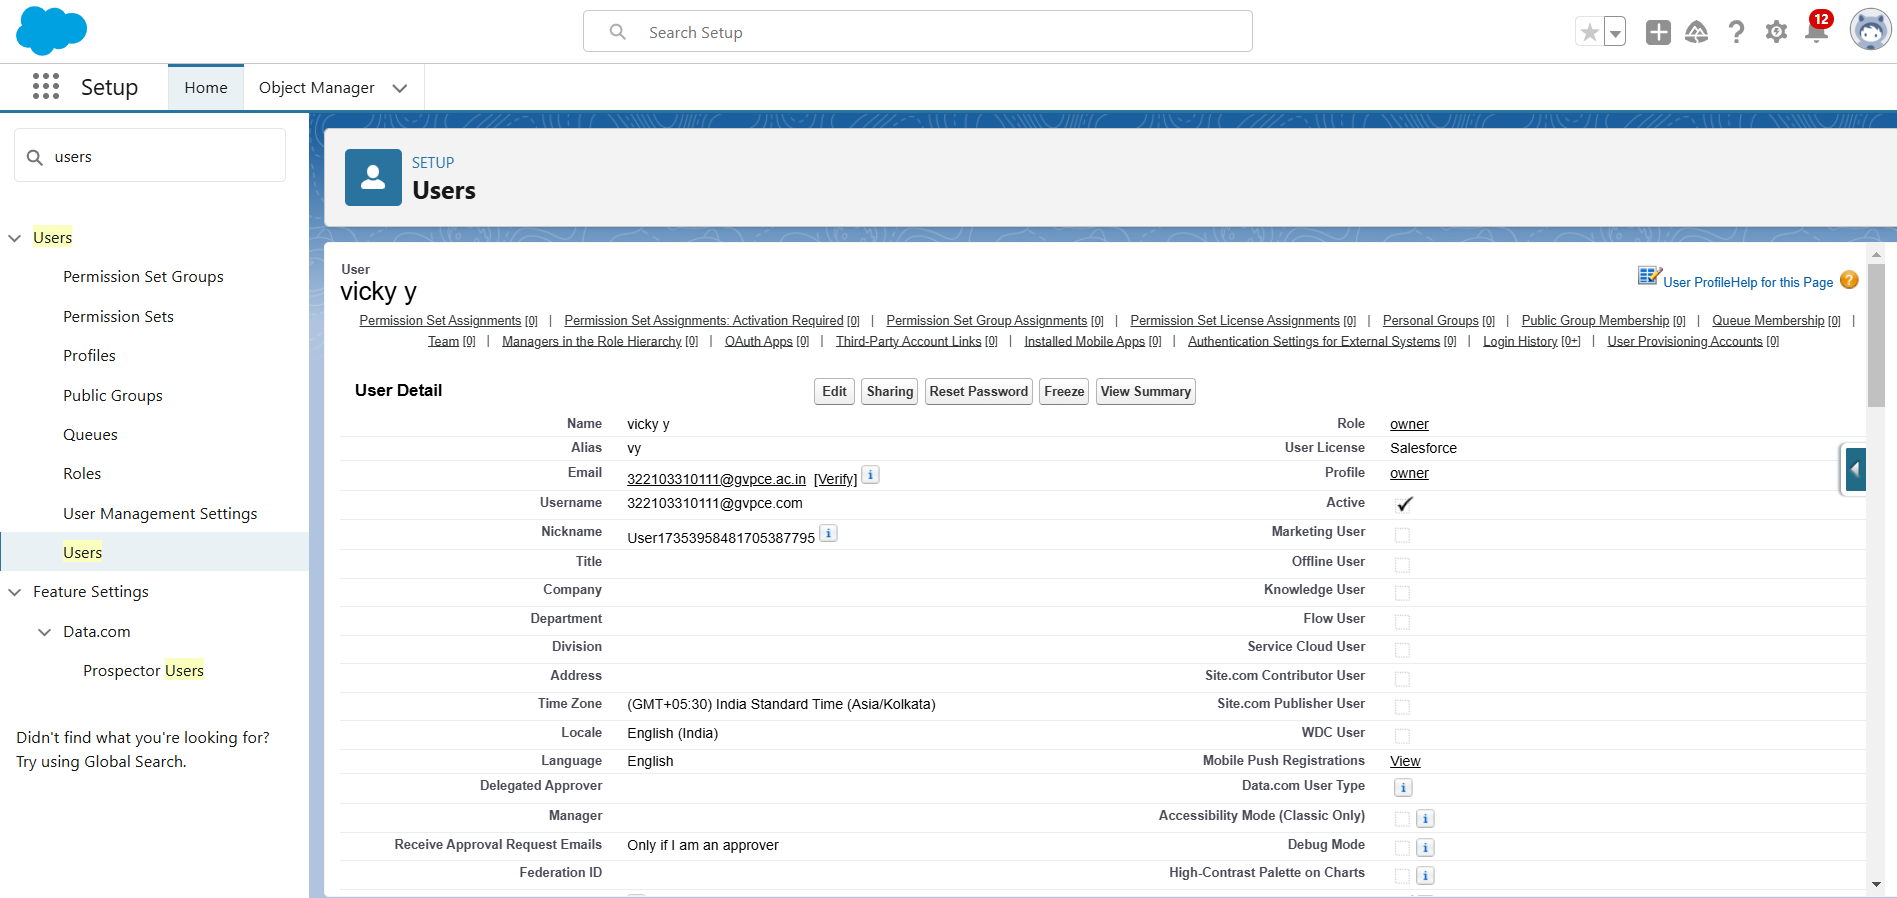 Search Setup
12
Setup
Home
Object Manager
users
Users
Permission Set Groups
Permission Sets
Profiles
Public Groups
Queues
Roles
User Management Settings
Users
Feature Settings
Data.com
Prospector Users
Didn't find what you're looking for?
Try using Global Search.
SETUP
Users
User
vicky y
User Profile Help for this Page ?
Permission Set Assignments [0] | Permission Set Assignments: Activation Required [0] | Permission Set Group Assignments [0] | Permission Set License Assignments [0] | Personal Groups [0] | Public Group Membership [0] | Queue Membership [0] |
Team [0] | Managers in the Role Hierarchy [0] | OAuth Apps [0] | Third-Party Account Links [0] | Installed Mobile Apps [0] | Authentication Settings for External Systems [0] | Login History [0+] | User Provisioning Accounts [0]
User Detail Edit Sharing Reset Password Freeze View Summary
Name vicky y Role owner
Alias vy User License Salesforce
Email 322103310111@gvpce.ac.in [Verify] i Profile owner
Username 322103310111@gvpce.com Active ✓
Nickname User17353958481705387795 i Marketing User
Title Offline User
Company Knowledge User
Department Flow User
Division Service Cloud User
Address Site.com Contributor User
Time Zone (GMT+05:30) India Standard Time (Asia/Kolkata) Site.com Publisher User
Locale English (India) WDC User
Language English Mobile Push Registrations View
Delegated Approver Data.com User Type i
Manager Accessibility Mode (Classic Only) i
Receive Approval Request Emails Only if I am an approver Debug Mode i
Federation ID High-Contrast Palette on Charts i